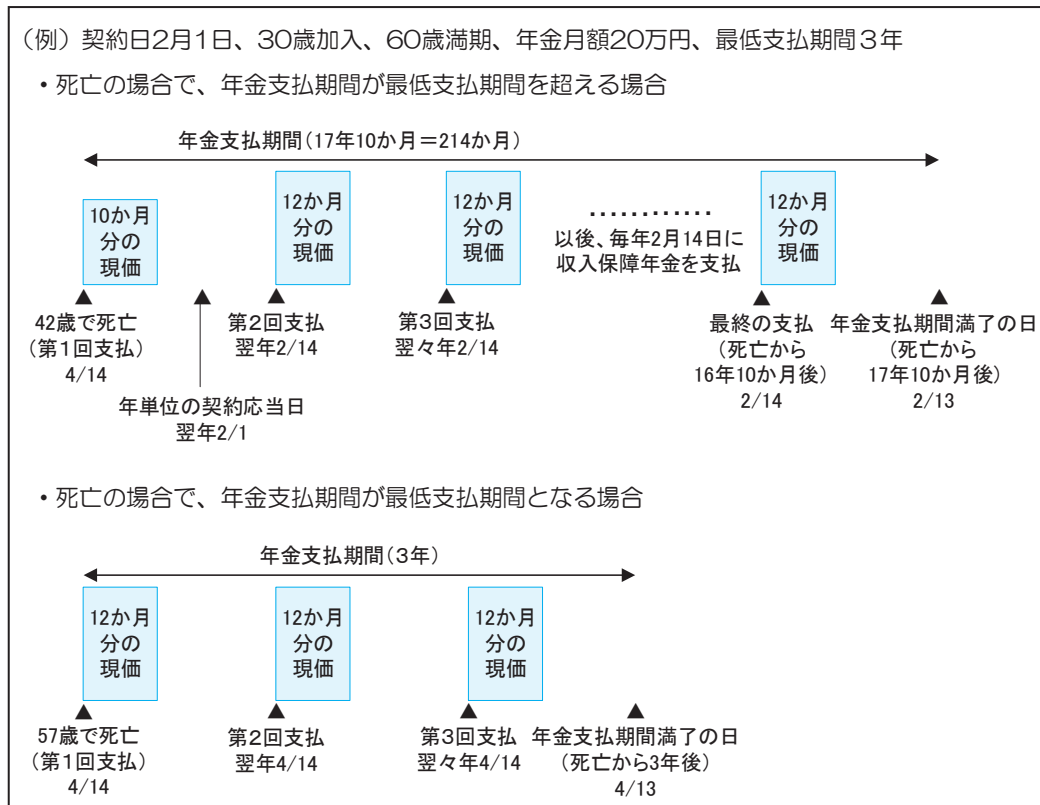 (例)契約日2月1日、30歳加入、60歳満期、年金月額20万円、最低支払期間3年
・死亡の場合で、年金支払期間が最低支払期間を超える場合
年金支払期間(17年10か月=214か月)
10か月
分の
現価
12か月
分の
現価
12か月
分の
現価
…………
以後、毎年2月14日に
収入保障年金を支払
12か月
分の
現価
42歳で死亡
(第1回支払)
4/14
年単位の契約応当日
翌年2/1
第2回支払
翌年2/14
第3回支払
翌々年2/14
最終の支払
(死亡から
16年10か月後)
2/14
年金支払期間満了の日
(死亡から
17年10か月後)
2/13
・死亡の場合で、年金支払期間が最低支払期間となる場合
年金支払期間(3年)
12か月
分の
現価
12か月
分の
現価
12か月
分の
現価
57歳で死亡
(第1回支払)
4/14
第2回支払
翌年4/14
第3回支払
翌々年4/14
年金支払期間満了の日
(死亡から3年後)
4/13